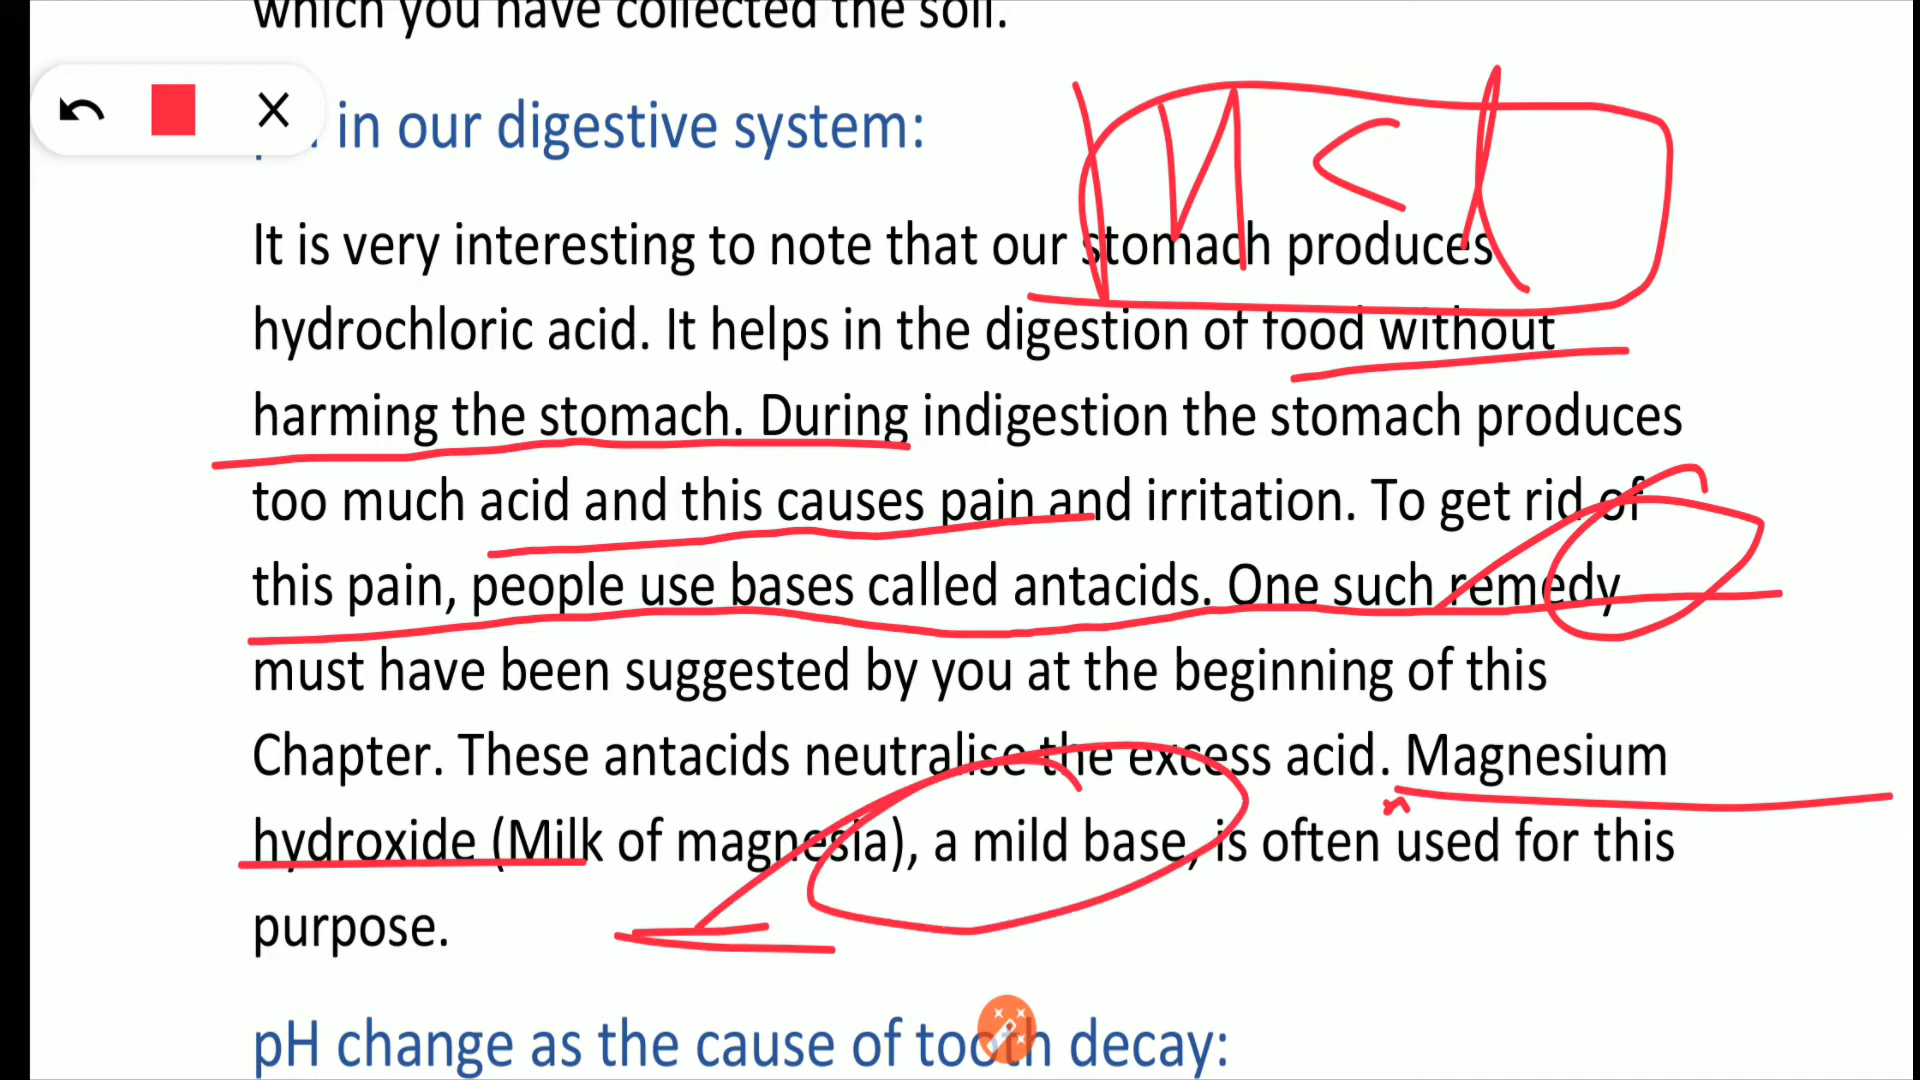 which you have collected the soil.
in our digestive system:
HCl
It is very interesting to note that our stomach produces
hydrochloric acid. It helps in the digestion of food without
harming the stomach. During indigestion the stomach produces
too much acid and this causes pain and irritation. To get rid of
this pain, people use bases called antacids. One such remedy
must have been suggested by you at the beginning of this
Chapter. These antacids neutralise the excess acid. Magnesium
hydroxide (Milk of magnesia), a mild base, is often used for this
purpose.
pH change as the cause of tooth decay: